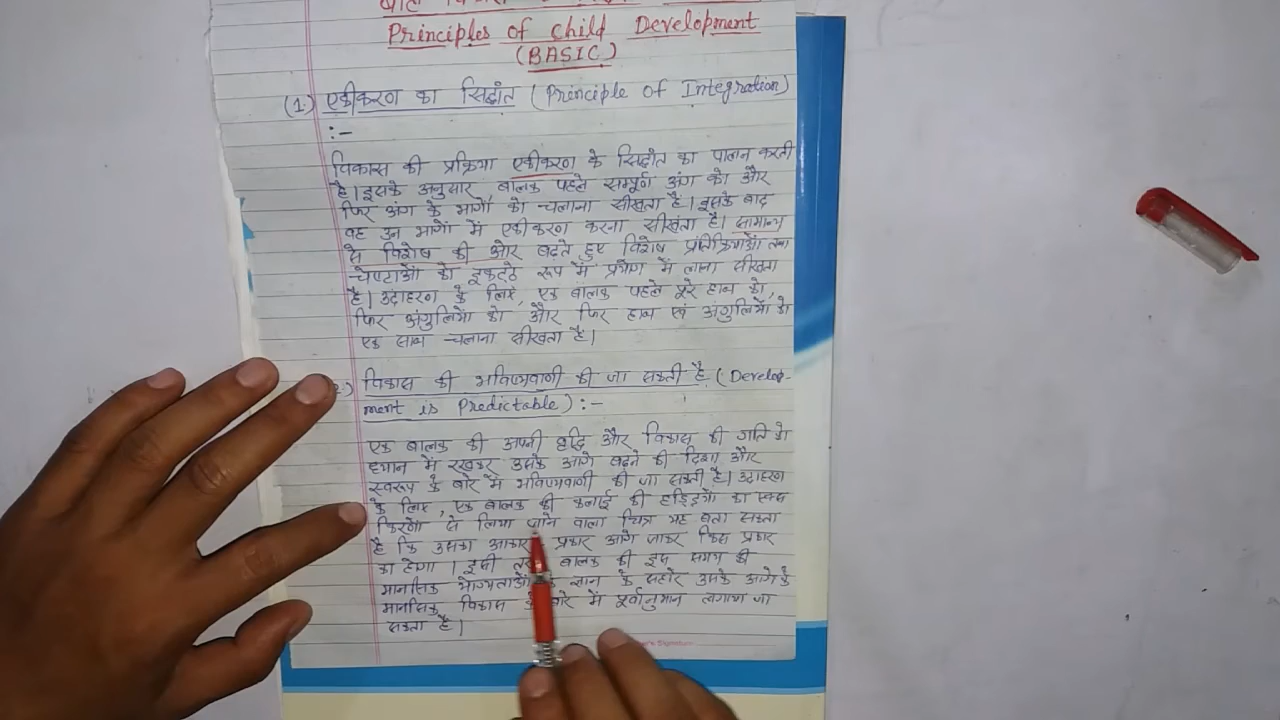 बाल विकास
Principles of Child Development
(BASIC)
(1.) एकीकरण का सिद्धांत (Principle of Integration)
:-
विकास की प्रक्रिया एकीकरण के सिद्धांत का पालन करती
है। इसके अनुसार बालक पहले सम्पूर्ण अंग को और
फिर अंग के भागों को चलाना सीखता है। इसके बाद
वह उन भागों में एकीकरण करना सीखता है। सामान्य
से विशेष की ओर बढ़ते हुए विशेष प्रतिक्रियाओं तथा
चेष्टाओं को इकट्ठे रूप में प्रयोग में लाना सीखता
है। उदाहरण के लिए, एक बालक पहले पूरे हाथ को,
फिर अंगुलियों को और फिर हाथ एवं अंगुलियों को
एक साथ चलाना सीखता है।
2.) विकास की भविष्यवाणी की जा सकती है (Develop-
ment is Predictable) :-
एक बालक की अपनी वृद्धि और विकास की गति को
ध्यान में रखकर उसके आगे बढ़ने की दिशा और
स्वरूप के बारे में भविष्यवाणी की जा सकती है। उदाहरण
के लिए, एक बालक की कलाई की हड्डियों का एक्स
किरणों से लिया जाने वाला चित्र यह बता सकता
है कि उसका आकार प्रकार आगे जाकर किस प्रकार
का होगा। इसी बालक की इस समय की
मानसिक योग्यताओं के ज्ञान के सहारे उसके आगे के
मानसिक विकास के बारे में पूर्वानुमान लगाया जा
सकता है।